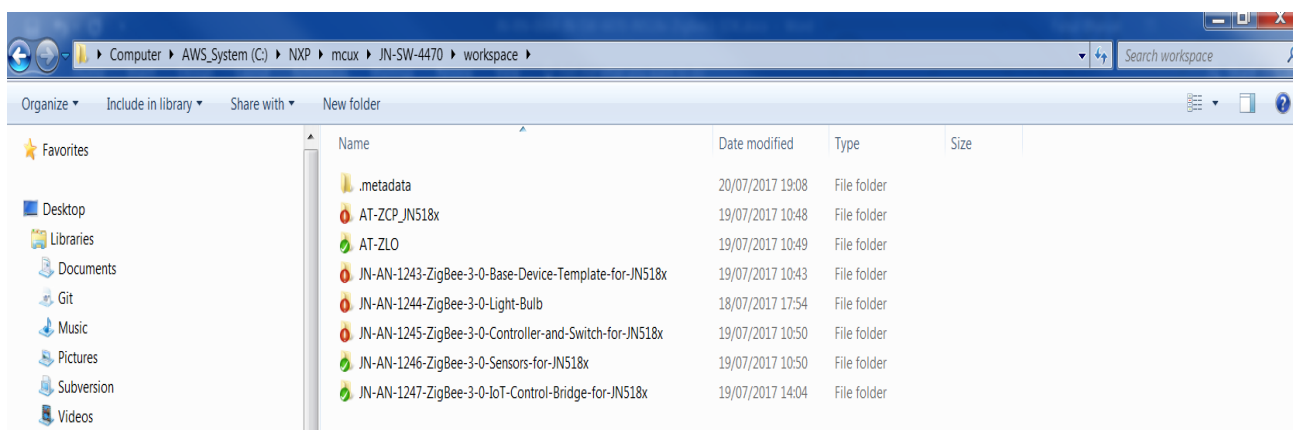 Computer AWS_System (C:) NXP mcux JN-SW-4470 workspace Search workspace
Organize Include in library Share with New folder
Name Date modified Type Size
Favorites
.metadata 20/07/2017 19:08 File folder
Desktop AT-ZCP_JN518x 19/07/2017 10:48 File folder
Libraries AT-ZLO 19/07/2017 10:49 File folder
Documents JN-AN-1243-ZigBee-3-0-Base-Device-Template-for-JN518x 19/07/2017 10:43 File folder
Git JN-AN-1244-ZigBee-3-0-Light-Bulb 18/07/2017 17:54 File folder
Music JN-AN-1245-ZigBee-3-0-Controller-and-Switch-for-JN518x 19/07/2017 10:50 File folder
Pictures JN-AN-1246-ZigBee-3-0-Sensors-for-JN518x 19/07/2017 10:50 File folder
Subversion JN-AN-1247-ZigBee-3-0-IoT-Control-Bridge-for-JN518x 19/07/2017 14:04 File folder
Videos